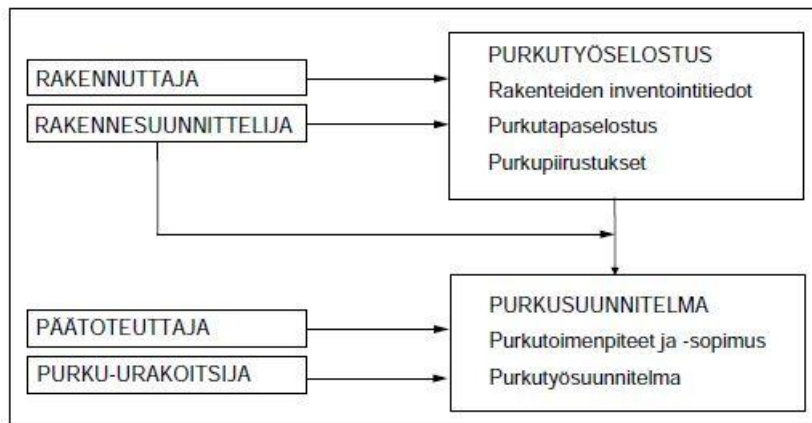 RAKENNUTTAJA
RAKENNESUUNNITTELIJA
PURKUTYÖSELOSTUS
Rakenteiden inventointitiedot
Purkutapaselostus
Purkupiirustukset
PÄÄTOTEUTTAJA
PURKU-URAKOITSIJA
PURKUSUUNNITELMA
Purkutoimenpiteet ja -sopimus
Purkutyösuunnitelma